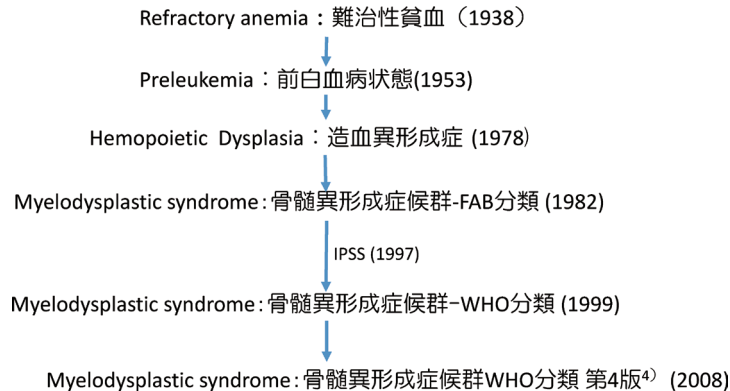 Refractory anemia：難治性貧血（1938）
Preleukemia：前白血病状態(1953)
Hemopoietic Dysplasia：造血異形成症 (1978)
Myelodysplastic syndrome：骨髄異形成症候群-FAB分類 (1982)
IPSS (1997)
Myelodysplastic syndrome：骨髄異形成症候群−WHO分類 (1999)
Myelodysplastic syndrome：骨髄異形成症候群WHO分類 第4版⁴⁾ (2008)